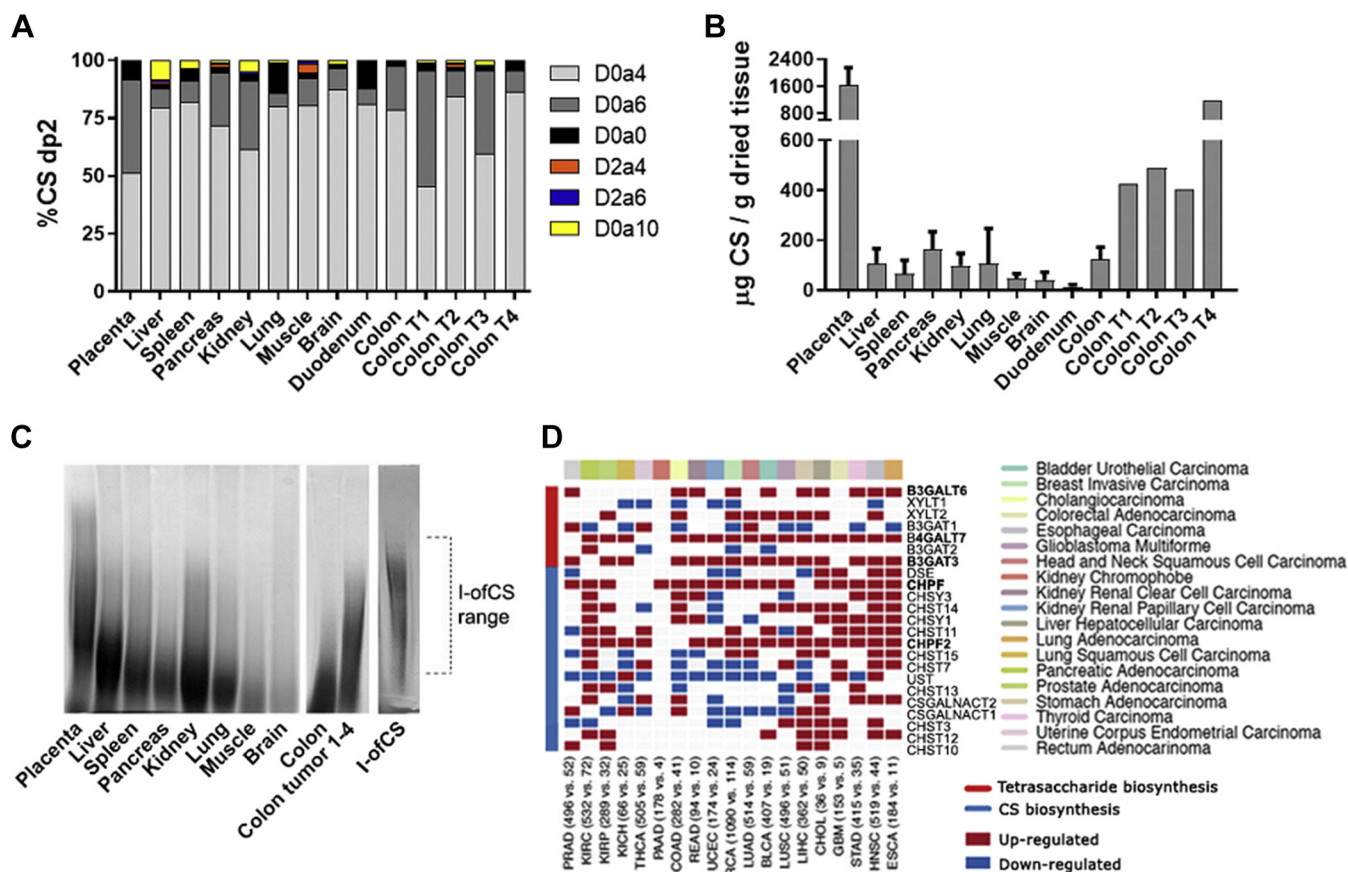 A
%CS dp2
100
75
50
25
0
Placenta
Liver
Spleen
Pancreas
Kidney
Lung
Muscle
Brain
Duodenum
Colon
Colon T1
Colon T2
Colon T3
Colon T4
D0a4
D0a6
D0a0
D2a4
D2a6
D0a10
B
µg CS / g dried tissue
2400
1600
800
600
400
200
0
Placenta
Liver
Spleen
Pancreas
Kidney
Lung
Muscle
Brain
Duodenum
Colon
Colon T1
Colon T2
Colon T3
Colon T4
C
I-ofCS
range
Placenta
Liver
Spleen
Pancreas
Kidney
Lung
Muscle
Brain
Colon
Colon tumor 1-4
I-ofCS
D
B3GALT6
XYLT1
XYLT2
B3GAT1
B4GALT7
B3GAT2
B3GAT3
DSE
CHPF
CHSY3
CHST14
CHSY1
CHST11
CHPF2
CHST15
CHST7
UST
CHST13
CSGALNACT2
CSGALNACT1
CHST3
CHST12
CHST10
PRAD (496 vs. 52)
KIRC (532 vs. 72)
KIRP (289 vs. 32)
KICH (66 vs. 25)
THCA (505 vs. 59)
PAAD (178 vs. 4)
COAD (282 vs. 41)
READ (94 vs. 10)
UCEC (174 vs. 24)
RCA (1090 vs. 114)
LUAD (514 vs. 59)
BLCA (407 vs. 19)
LUSC (496 vs. 51)
LIHC (362 vs. 50)
CHOL (36 vs. 9)
GBM (153 vs. 5)
STAD (415 vs. 35)
HNSC (519 vs. 44)
ESCA (184 vs. 11)
Bladder Urothelial Carcinoma
Breast Invasive Carcinoma
Cholangiocarcinoma
Colorectal Adenocarcinoma
Esophageal Carcinoma
Glioblastoma Multiforme
Head and Neck Squamous Cell Carcinoma
Kidney Chromophobe
Kidney Renal Clear Cell Carcinoma
Kidney Renal Papillary Cell Carcinoma
Liver Hepatocellular Carcinoma
Lung Adenocarcinoma
Lung Squamous Cell Carcinoma
Pancreatic Adenocarcinoma
Prostate Adenocarcinoma
Stomach Adenocarcinoma
Thyroid Carcinoma
Uterine Corpus Endometrial Carcinoma
Rectum Adenocarinoma
Tetrasaccharide biosynthesis
CS biosynthesis
Up-regulated
Down-regulated